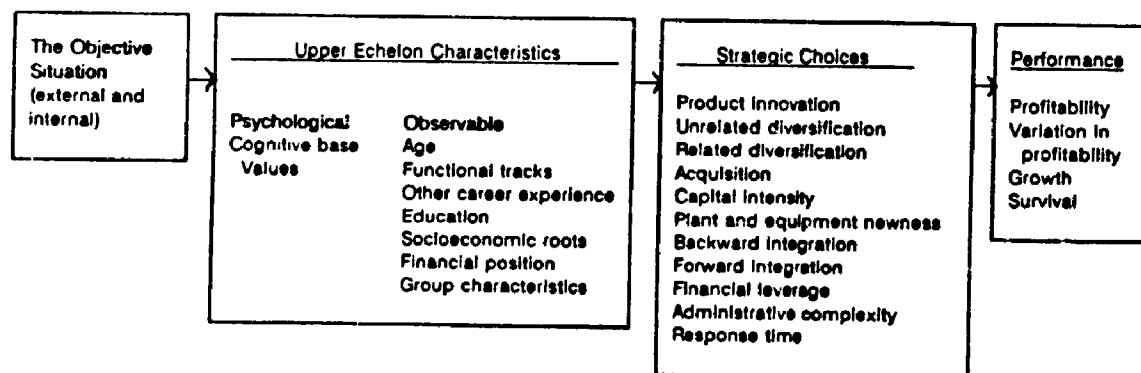 The Objective
Situation
(external and
internal)
Upper Echelon Characteristics
Psychological
Cognitive base
Values
Observable
Age
Functional tracks
Other career experience
Education
Socioeconomic roots
Financial position
Group characteristics
Strategic Choices
Product innovation
Unrelated diversification
Related diversification
Acquisition
Capital intensity
Plant and equipment newness
Backward integration
Forward integration
Financial leverage
Administrative complexity
Response time
Performance
Profitability
Variation in
profitability
Growth
Survival